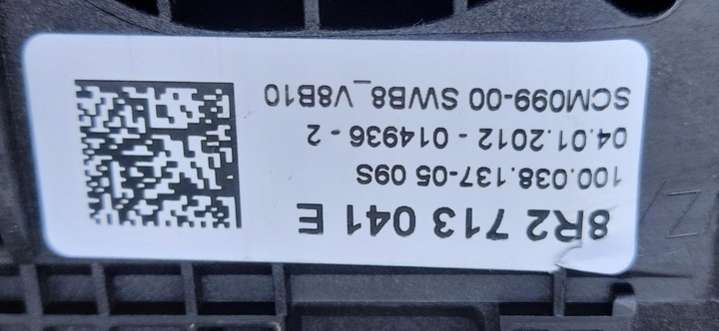 8R2 713 041 E
100.038.137-05 09S
04.01.2012 - 014936 - 2
SCM099-00 SWB8_V8B10